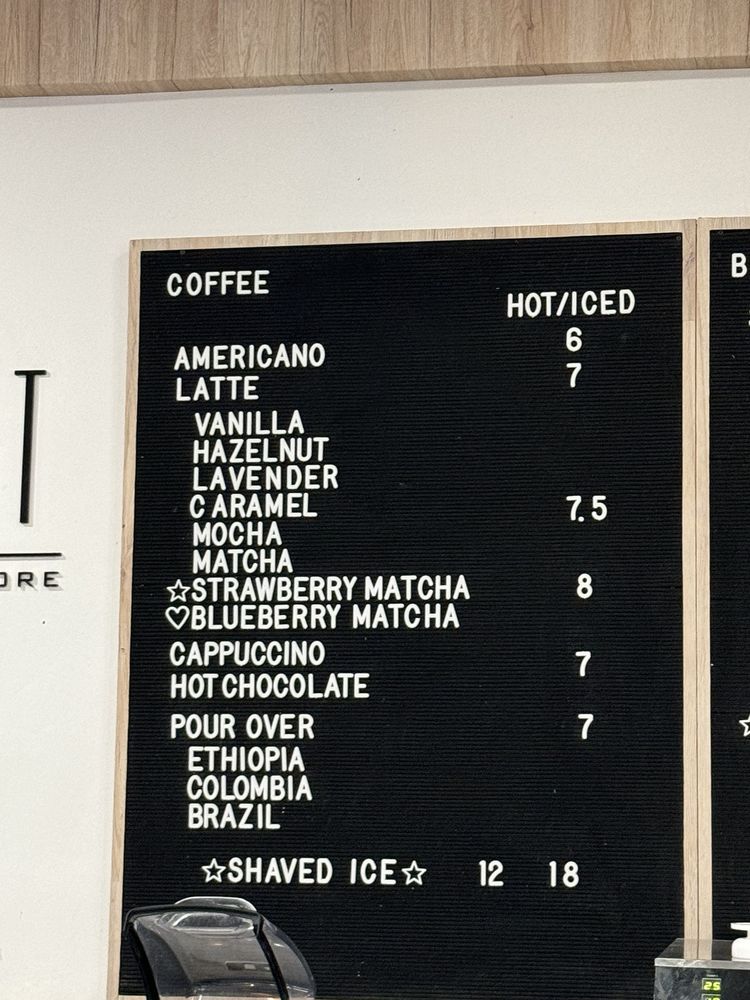 COFFEE
HOT/ICED
AMERICANO 6
LATTE 7
VANILLA
HAZELNUT
LAVENDER
CARAMEL 7.5
MOCHA
MATCHA
☆STRAWBERRY MATCHA 8
♡BLUEBERRY MATCHA
CAPPUCCINO 7
HOT CHOCOLATE
POUR OVER 7
ETHIOPIA
COLOMBIA
BRAZIL
☆SHAVED ICE☆ 12 18
25